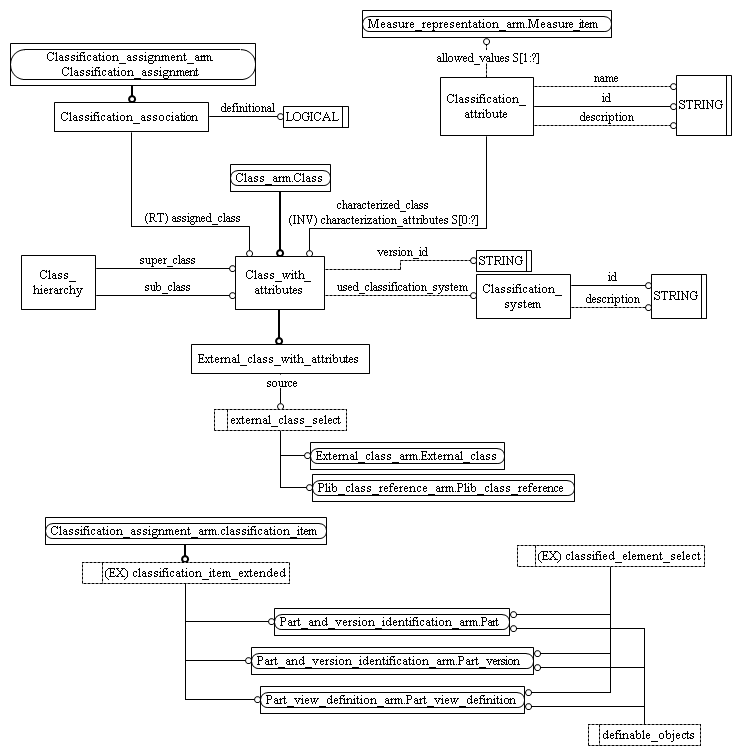 Measure_representation_arm.Measure_item
Classification_assignment_arm.
Classification_assignment
allowed_values S[1:?]
Classification_association
definitional
LOGICAL
Classification_
attribute
name
id
description
STRING
Class_arm.Class
(RT) assigned_class
characterized_class
(INV) characterization_attributes S[0:?]
Class_
hierarchy
super_class
sub_class
Class_with_
attributes
version_id
STRING
used_classification_system
Classification_
system
id
description
STRING
External_class_with_attributes
source
external_class_select
External_class_arm.External_class
Plib_class_reference_arm.Plib_class_reference
Classification_assignment_arm.classification_item
(EX) classification_item_extended
(EX) classified_element_select
Part_and_version_identification_arm.Part
Part_and_version_identification_arm.Part_version
Part_view_definition_arm.Part_view_definition
definable_objects